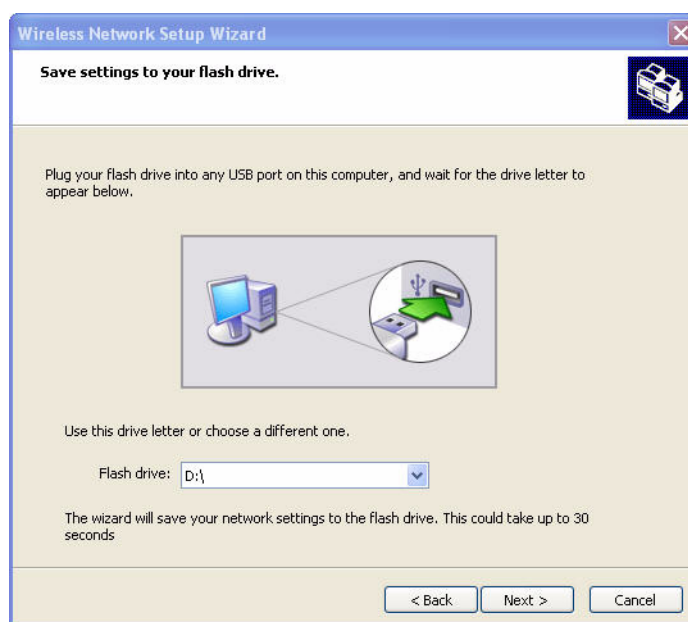 Wireless Network Setup Wizard
Save settings to your flash drive.
Plug your flash drive into any USB port on this computer, and wait for the drive letter to
appear below.
Use this drive letter or choose a different one.
Flash drive: D:\
The wizard will save your network settings to the flash drive. This could take up to 30
seconds
< Back Next > Cancel